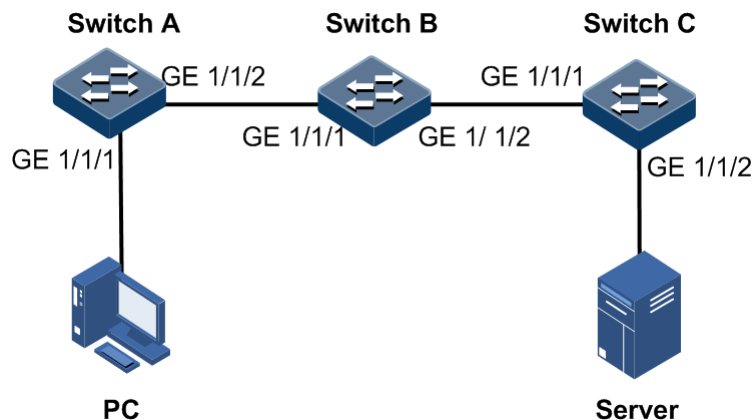 Switch A
Switch B
Switch C
GE 1/1/2
GE 1/1/1
GE 1/1/1
GE 1/ 1/2
GE 1/1/1
GE 1/1/2
PC
Server